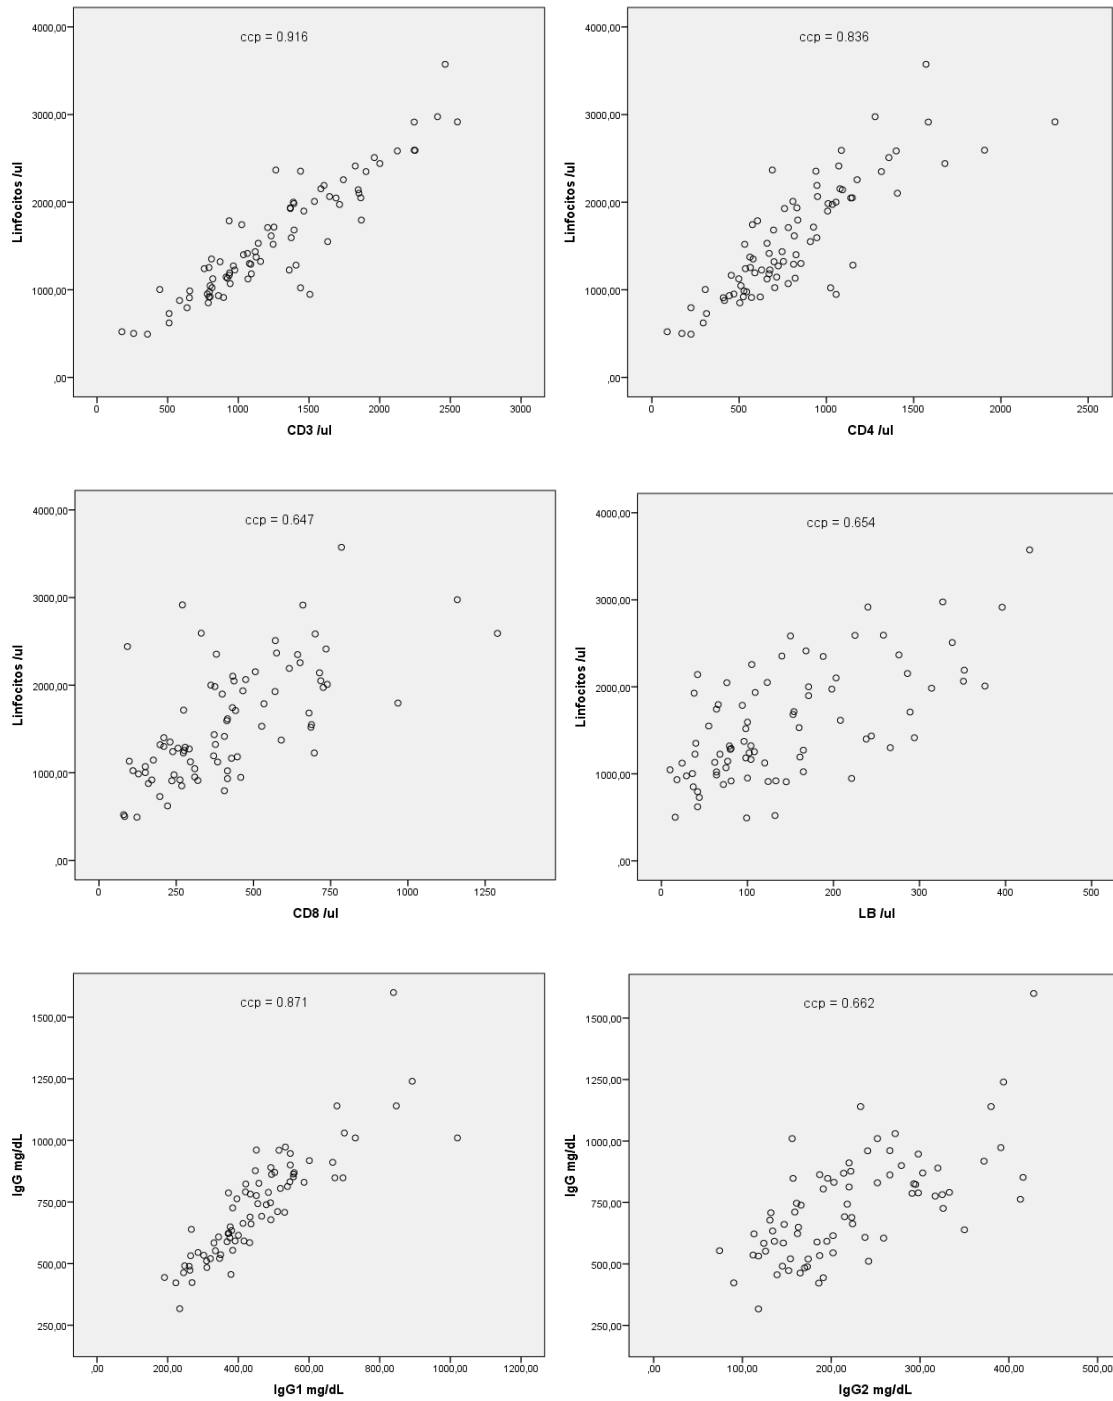 ccp = 0.916
4000,00
3000,00
2000,00
1000,00
,00
Linfocitos /ul
0 500 1000 1500 2000 2500 3000
CD3 /ul
ccp = 0.836
4000,00
3000,00
2000,00
1000,00
,00
Linfocitos /ul
0 500 1000 1500 2000 2500
CD4 /ul
ccp = 0.647
4000,00
3000,00
2000,00
1000,00
,00
Linfocitos /ul
0 250 500 750 1000 1250
CD8 /ul
ccp = 0.654
4000,00
3000,00
2000,00
1000,00
,00
Linfocitos /ul
0 100 200 300 400 500
LB /ul
ccp = 0.871
1500,00
1250,00
1000,00
750,00
500,00
250,00
IgG mg/dL
,00 200,00 400,00 600,00 800,00 1000,00 1200,00
IgG1 mg/dL
ccp = 0.662
1500,00
1250,00
1000,00
750,00
500,00
250,00
IgG mg/dL
,00 100,00 200,00 300,00 400,00 500,00
IgG2 mg/dL